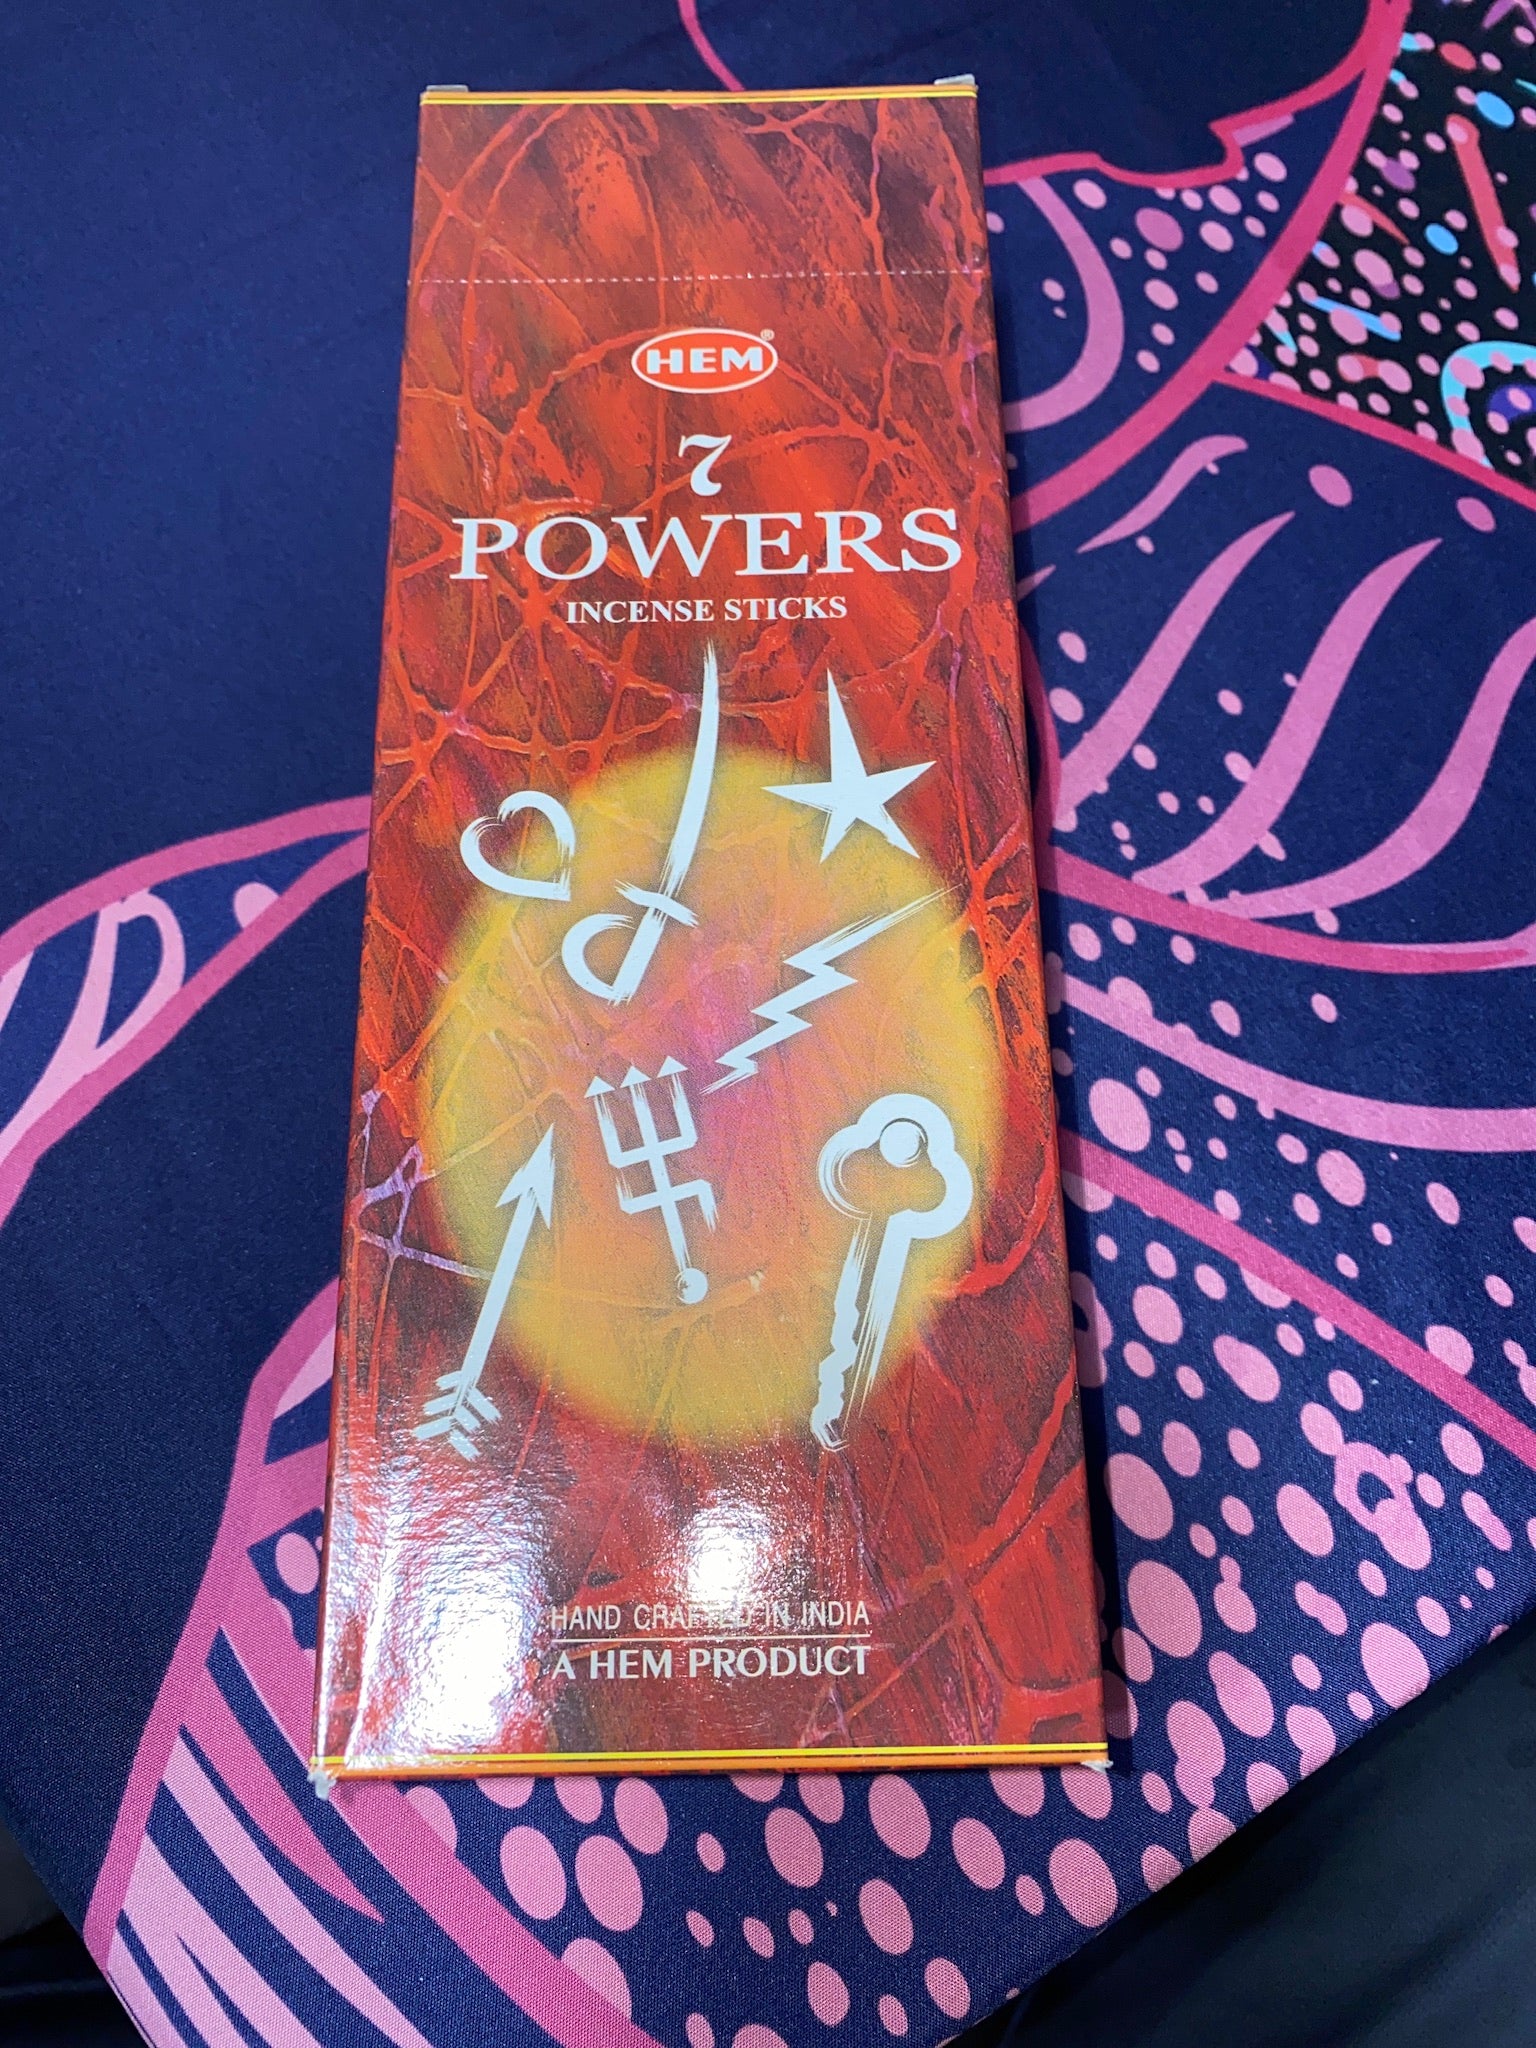 HEM®
7
POWERS
INCENSE STICKS
HAND CRAFTED IN INDIA
A HEM PRODUCT